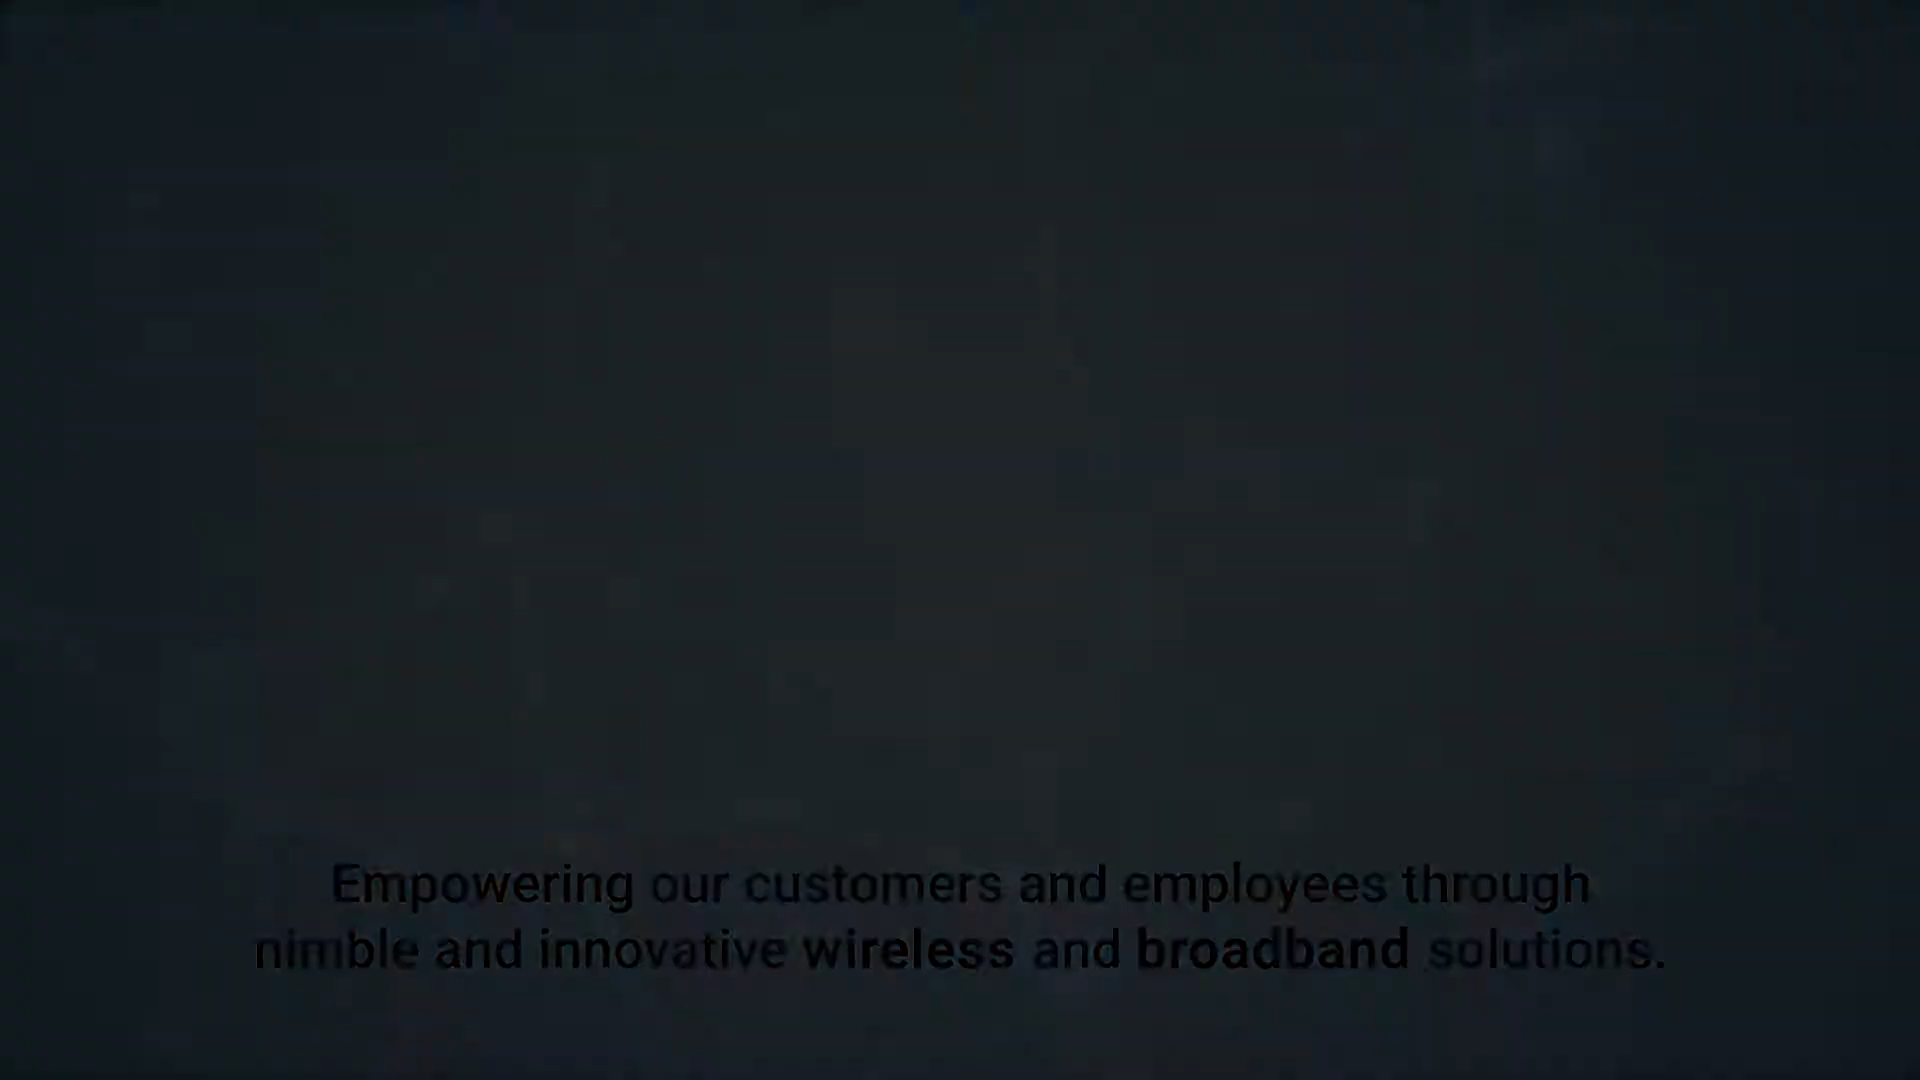 Empowering our customers and employees through
nimble and innovative wireless and broadband solutions.